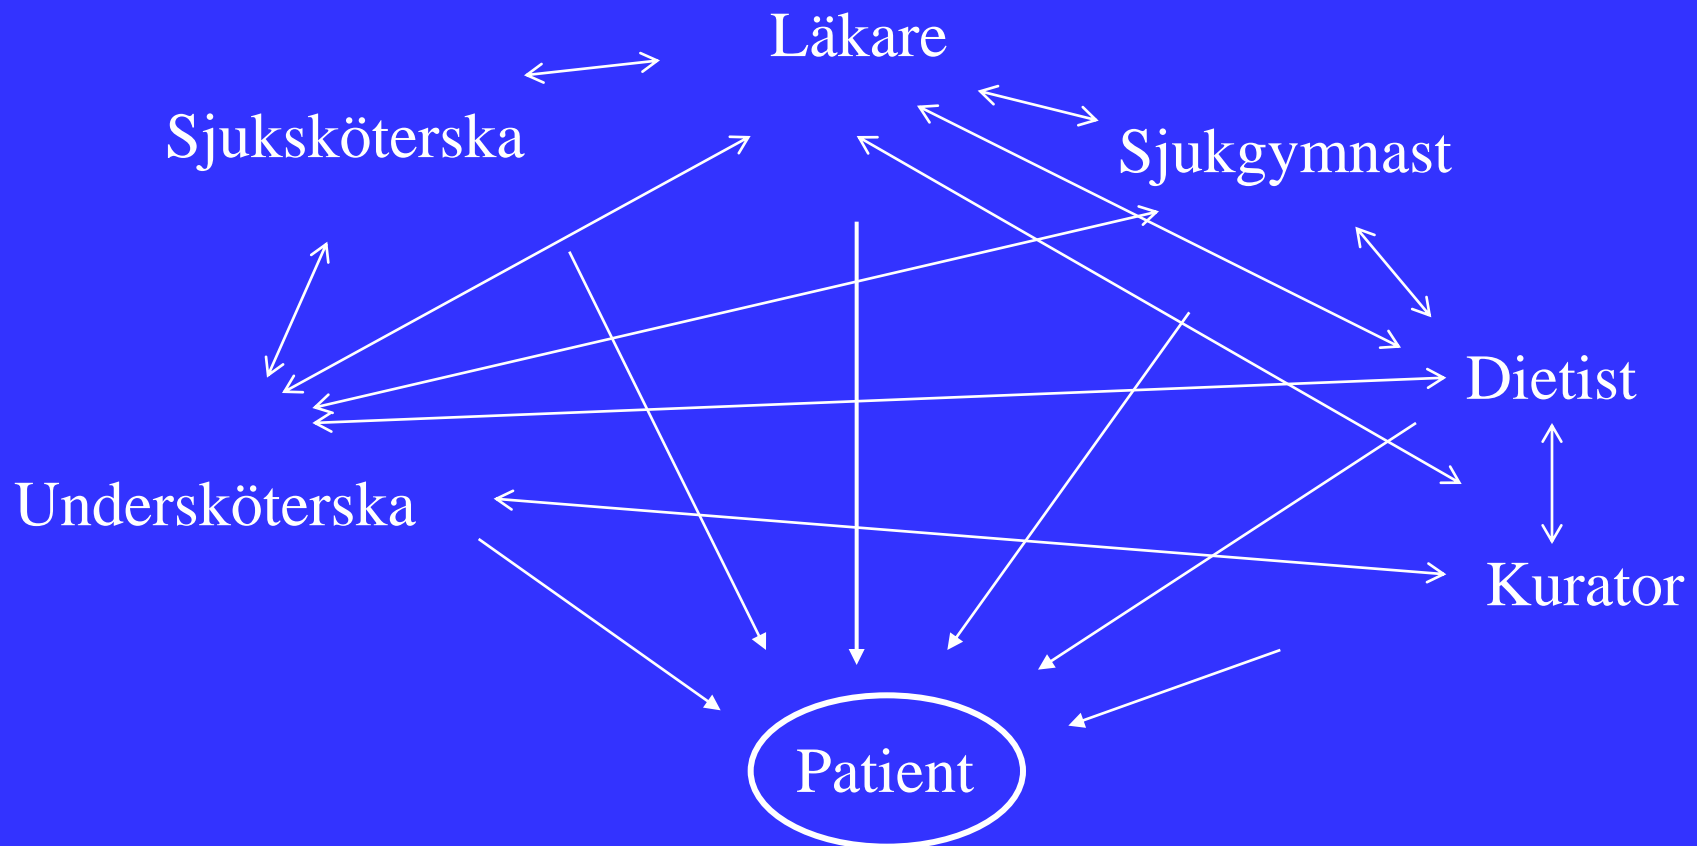 Läkare
Sjuksköterska
Sjukgymnast
Dietist
Undersköterska
Kurator
Patient